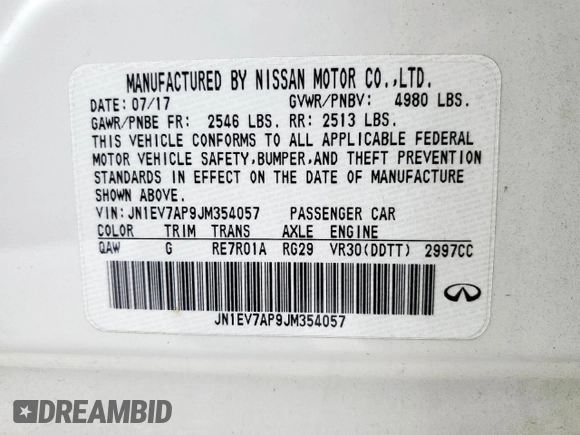 MANUFACTURED BY NISSAN MOTOR CO.,LTD.
DATE: 07/17 GVWR/PNBV: 4980 LBS.
GAWR/PNBE FR: 2546 LBS. RR: 2513 LBS.
THIS VEHICLE CONFORMS TO ALL APPLICABLE FEDERAL
MOTOR VEHICLE SAFETY,BUMPER,AND THEFT PREVENTION
STANDARDS IN EFFECT ON THE DATE OF MANUFACTURE
SHOWN ABOVE.
VIN: JN1EV7AP9JM354057 PASSENGER CAR
COLOR TRIM TRANS AXLE ENGINE
QAW G RE7R01A RG29 VR30(DDTT) 2997CC
JN1EV7AP9JM354057
DREAMBID